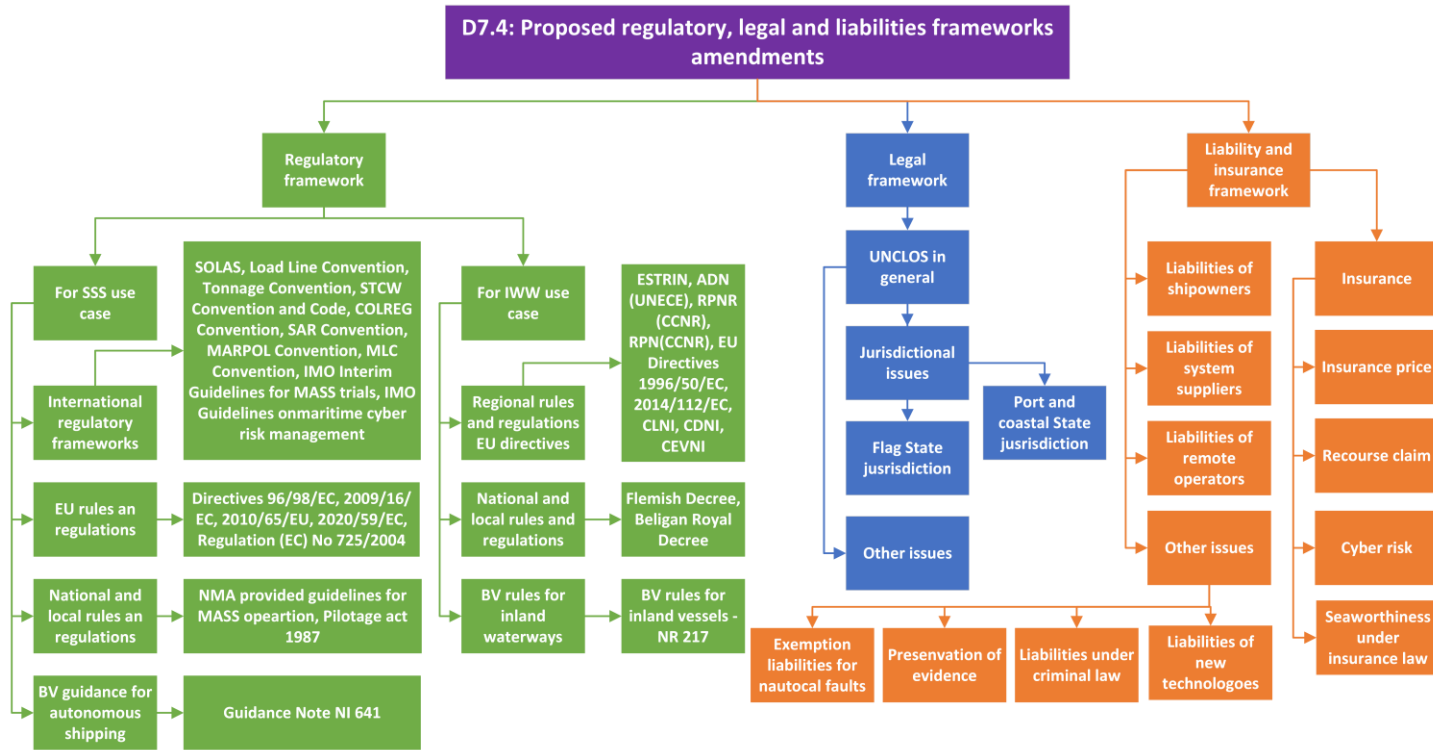 D7.4: Proposed regulatory, legal and liabilities frameworks
amendments
Regulatory
framework
Legal
framework
Liability and
insurance
framework
For SSS use
case
SOLAS, Load Line Convention,
Tonnage Convention, STCW
Convention and Code, COLREG
Convention, SAR Convention,
MARPOL Convention, MLC
Convention, IMO Interim
Guidelines for MASS trials, IMO
Guidelines onmaritime cyber
risk management
International
regulatory
frameworks
EU rules an
regulations
Directives 96/98/EC, 2009/16/
EC, 2010/65/EU, 2020/59/EC,
Regulation (EC) No 725/2004
National and
local rules an
regulations
NMA provided guidelines for
MASS opeartion, Pilotage act
1987
BV guidance for
autonomous
shipping
Guidance Note NI 641
For IWW use
case
ESTRIN, ADN
(UNECE), RPNR
(CCNR),
RPN(CCNR), EU
Directives
1996/50/EC,
2014/112/EC,
CLNI, CDNI,
CEVNI
Regional rules
and regulations
EU directives
National and
local rules and
regulations
Flemish Decree,
Beligan Royal
Decree
BV rules for
inland
waterways
BV rules for
inland vessels -
NR 217
UNCLOS in
general
Jurisdictional
issues
Port and
coastal State
jusrisdiction
Flag State
jusrisdiction
Other issues
Liabilities of
shipowners
Liabilities of
system
suppliers
Liabilities of
remote
operators
Other issues
Insurance
Insurance price
Recourse claim
Cyber risk
Seaworthiness
under
insurance law
Exemption
liabilities for
nautocal faults
Presenvation of
evidence
Liabilities under
criminal law
Liabilities of
new
technologoes